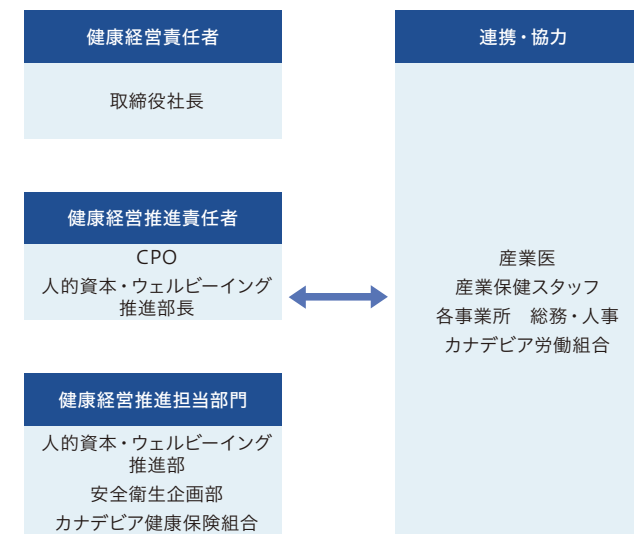 健康経営責任者
取締役社長
健康経営推進責任者
CPO
人的資本・ウェルビーイング
推進部長
健康経営推進担当部門
人的資本・ウェルビーイング
推進部
安全衛生企画部
カナデビア健康保険組合
連携・協力
産業医
産業保健スタッフ
各事業所　総務・人事
カナデビア労働組合